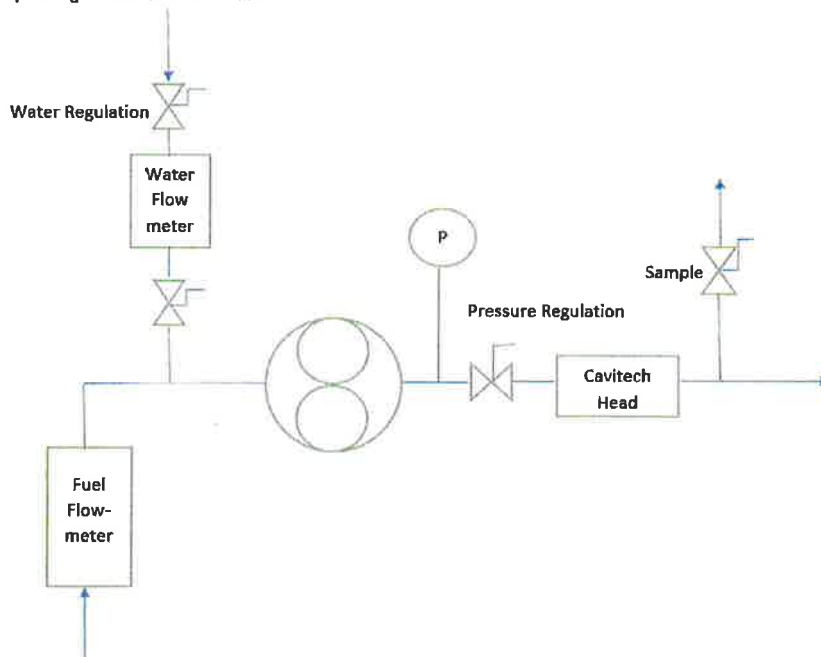 Water Regulation
Water
Flow
meter
P
Sample
Pressure Regulation
Cavitech
Head
Fuel
Flow-
meter